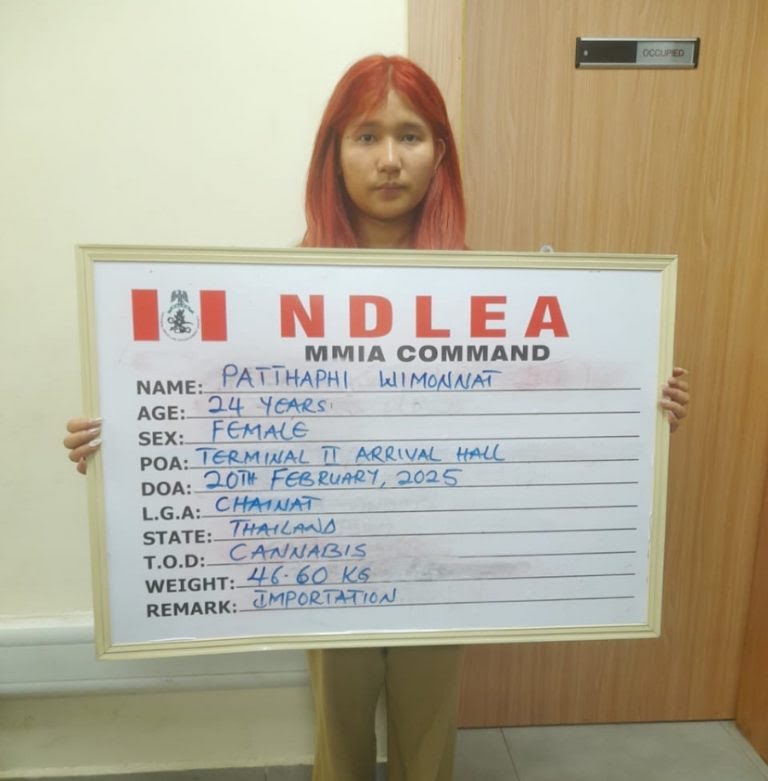 OCCUPIED
NDLEA
MMIA COMMAND
NAME: PATTHAPHI WIMONNAT
AGE: 24 YEARS
SEX: FEMALE
POA: TERMINAL II ARRIVAL HALL
DOA: 20TH FEBRUARY, 2025
L.G.A: CHAINAT
STATE: THAILAND
T.O.D: CANNABIS
WEIGHT: 46.60 KG
REMARK: IMPORTATION